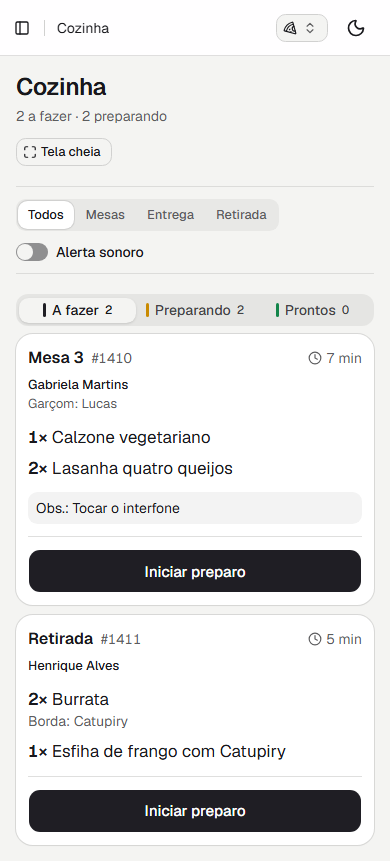 Cozinha
Cozinha
2 a fazer · 2 preparando
Tela cheia
Todos Mesas Entrega Retirada
Alerta sonoro
A fazer 2 Preparando 2 Prontos 0
Mesa 3 #1410 7 min
Gabriela Martins
Garçom: Lucas
1× Calzone vegetariano
2× Lasanha quatro queijos
Obs.: Tocar o interfone
Iniciar preparo
Retirada #1411 5 min
Henrique Alves
2× Burrata
Borda: Catupiry
1× Esfiha de frango com Catupiry
Iniciar preparo